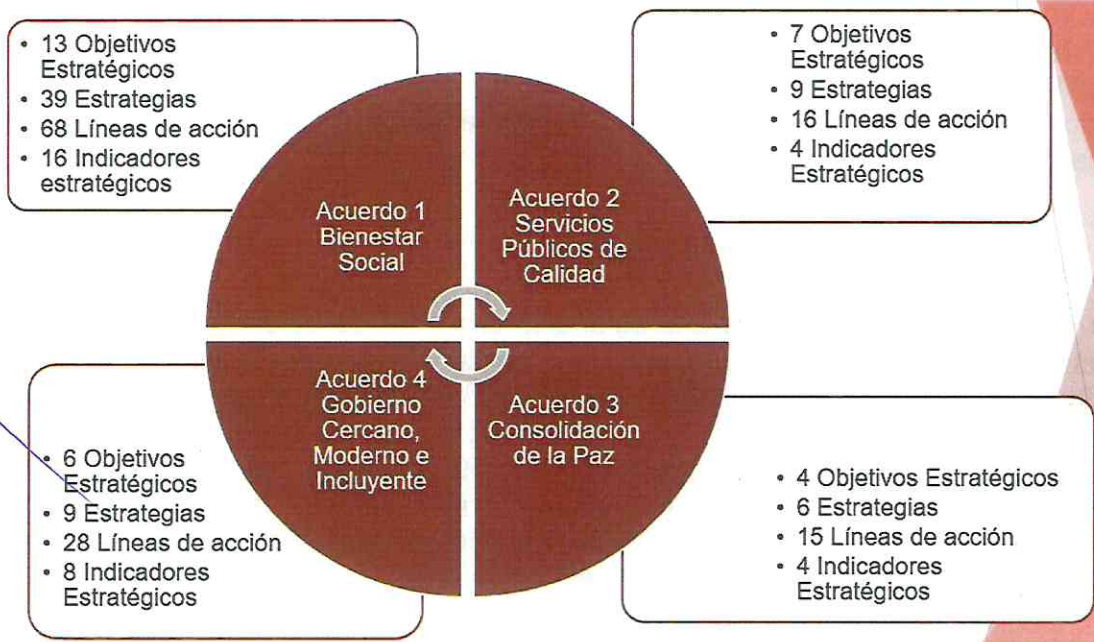 • 13 Objetivos
Estratégicos
• 39 Estrategias
• 68 Líneas de acción
• 16 Indicadores
estratégicos
• 7 Objetivos
Estratégicos
• 9 Estrategias
• 16 Líneas de acción
• 4 Indicadores
Estratégicos
Acuerdo 1
Bienestar
Social
Acuerdo 2
Servicios
Públicos de
Calidad
Acuerdo 4
Gobierno
Cercano,
Moderno e
Incluyente
Acuerdo 3
Consolidación
de la Paz
• 6 Objetivos
Estratégicos
• 9 Estrategias
• 28 Líneas de acción
• 8 Indicadores
Estratégicos
• 4 Objetivos Estratégicos
• 6 Estrategias
• 15 Líneas de acción
• 4 Indicadores
Estratégicos